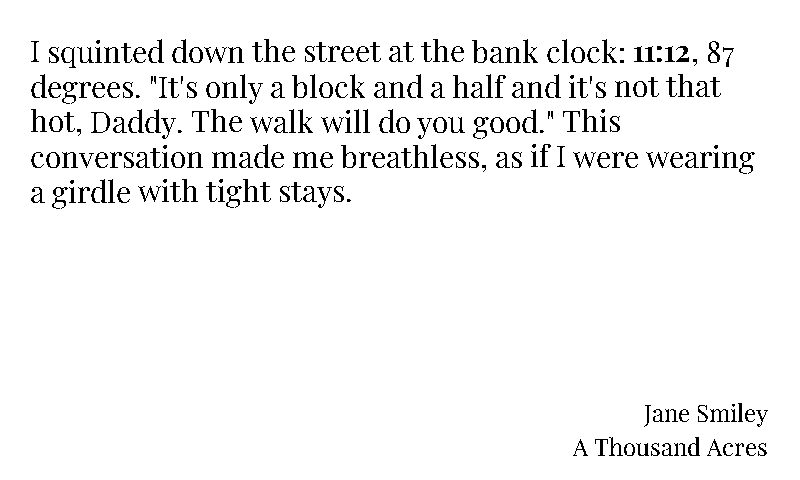 I squinted down the street at the bank clock: 11:12, 87
degrees. "It's only a block and a half and it's not that
hot, Daddy. The walk will do you good." This
conversation made me breathless, as if I were wearing
a girdle with tight stays.
Jane Smiley
A Thousand Acres